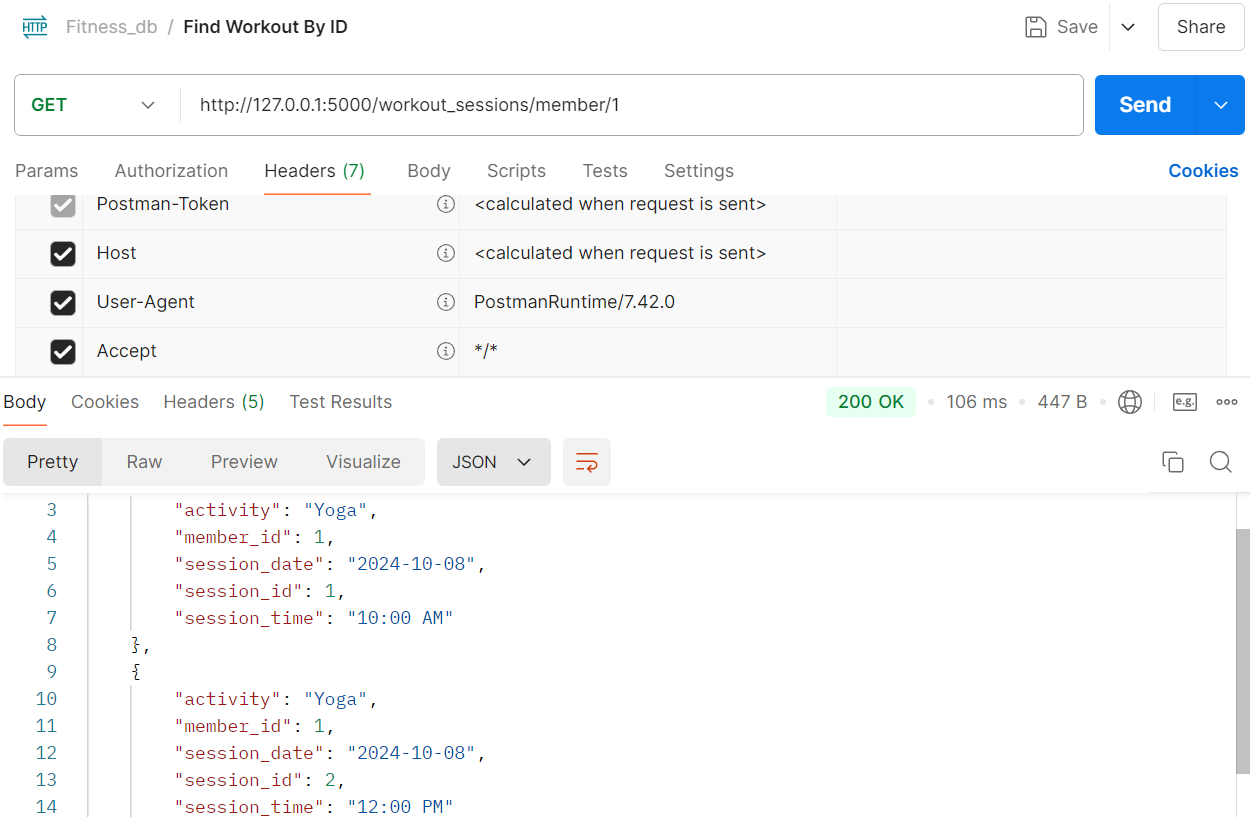 HTTP Fitness_db / Find Workout By ID Save Share
GET http://127.0.0.1:5000/workout_sessions/member/1 Send
Params Authorization Headers (7) Body Scripts Tests Settings Cookies
Postman-Token <calculated when request is sent>
Host <calculated when request is sent>
User-Agent PostmanRuntime/7.42.0
Accept */*
Body Cookies Headers (5) Test Results 200 OK 106 ms 447 B e.g.
Pretty Raw Preview Visualize JSON
3 "activity": "Yoga",
4 "member_id": 1,
5 "session_date": "2024-10-08",
6 "session_id": 1,
7 "session_time": "10:00 AM"
8 },
9 {
10 "activity": "Yoga",
11 "member_id": 1,
12 "session_date": "2024-10-08",
13 "session_id": 2,
14 "session_time": "12:00 PM"